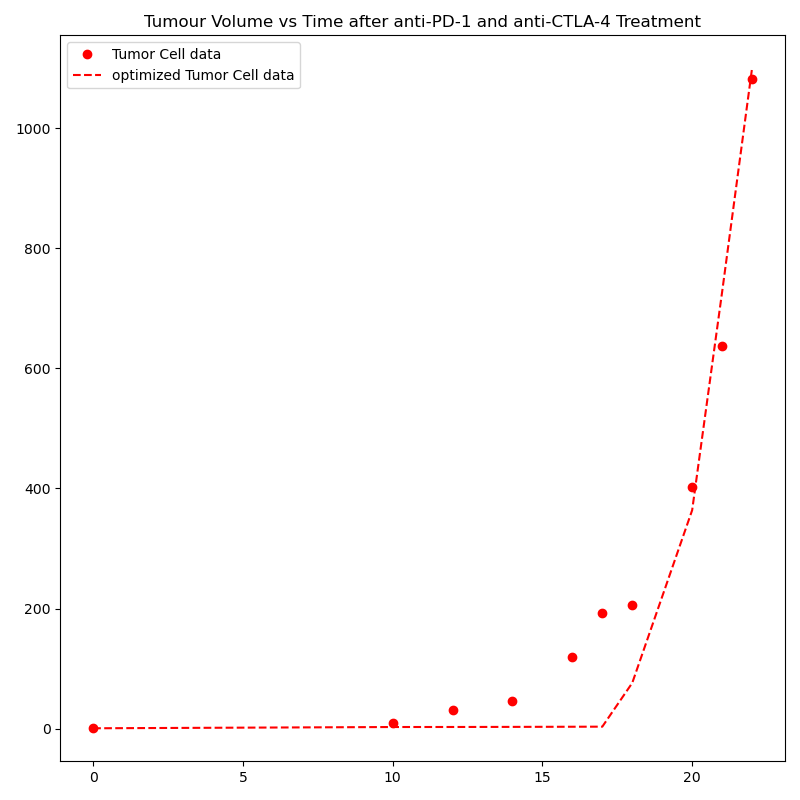 Tumour Volume vs Time after anti-PD-1 and anti-CTLA-4 Treatment
Tumor Cell data
optimized Tumor Cell data
1000
800
600
400
200
0
0 5 10 15 20